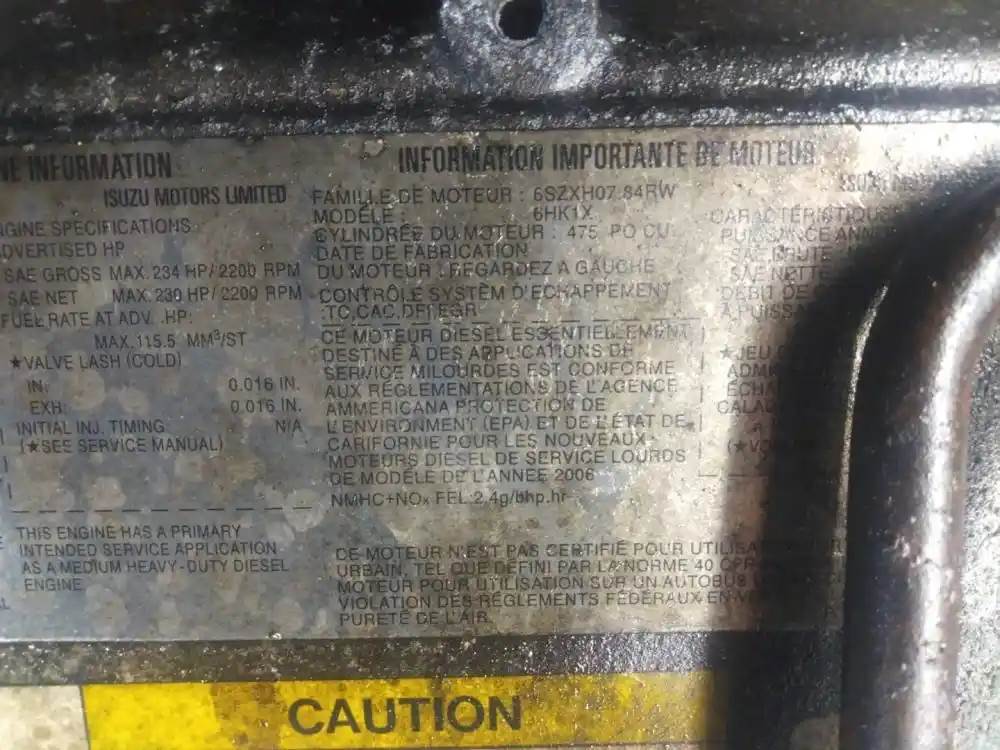 NE INFORMATION
ISUZU MOTORS LIMITED
NGINE SPECIFICATIONS
ADVERTISED HP
SAE GROSS MAX. 234 HP/2200 RPM
SAE NET MAX. 230 HP/2200 RPM
FUEL RATE AT ADV. .HP:
MAX. 115.5 MM³/ST
★VALVE LASH (COLD)
IN: 0.016 IN.
EXH: 0.016 IN.
INITIAL INJ. TIMING N/A
(★SEE SERVICE MANUAL)
THIS ENGINE HAS A PRIMARY
INTENDED SERVICE APPLICATION
AS A MEDIUM HEAVY-DUTY DIESEL
ENGINE.
INFORMATION IMPORTANTE DE MOTEUR
ISUZU
FAMILLE DE MOTEUR : 6SZXH07.84RW
MODÈLE : 6HK1X
CYLINDRÉE DU MOTEUR : 475 PO CU
DATE DE FABRICATION
DU MOTEUR : REGARDEZ A GAUCHE
CONTRÔLE SYSTÈM D'ECHAPPEMENT
:TC,CAC,DFI,EGR
CE MOTEUR DIESEL ESSENTIELLEMENT
DESTINÉ À DES APPLICATIONS DE
SERVICE MILOURDES EST CONFORME
AUX RÉGLEMENTATIONS DE L'AGENCE
AMMERICANA PROTECTION DE
L'ENVIRONMENT (EPA) ET DE L'ÉTAT DE
CARIFORNIE POUR LES NOUVEAUX
MOTEURS DIESEL DE SERVICE LOURDS
DE MODÈLE DE L'ANNÉE 2006
NMHC+NOx FEL:2.4g/bhp.hr
CARACTÉRISTIQUE
PUISSANCE ANN
SAE BRUTE
SAE NETTE
DÉBIT DE
À PUISSA
★JEU
ADMI
ÉCHA
CALA
(★V
CE MOTEUR N'EST PAS CERTIFIÉ POUR UTILISA
URBAIN, TEL QUE DÉFINI PAR LA NORME 40 CFR
MOTEUR POUR UTILISATION SUR UN AUTOBUS
VIOLATION DES RÉGLEMENTS FÉDÉRAUX EN
PURETÉ DE L'AIR.
CAUTION